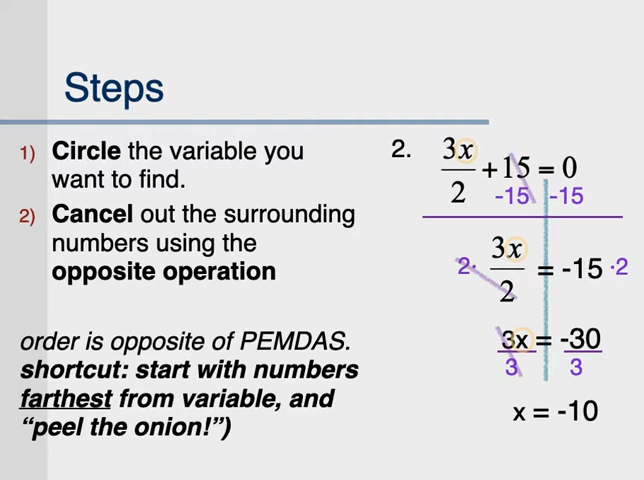 Steps
1) Circle the variable you
want to find.
2) Cancel out the surrounding
numbers using the
opposite operation
order is opposite of PEMDAS.
shortcut: start with numbers
farthest from variable, and
“peel the onion!”)
2.
3x
2
+15 = 0
-15 -15
2· 3x
2
= -15 ·2
3x = -30
3 3
x = -10